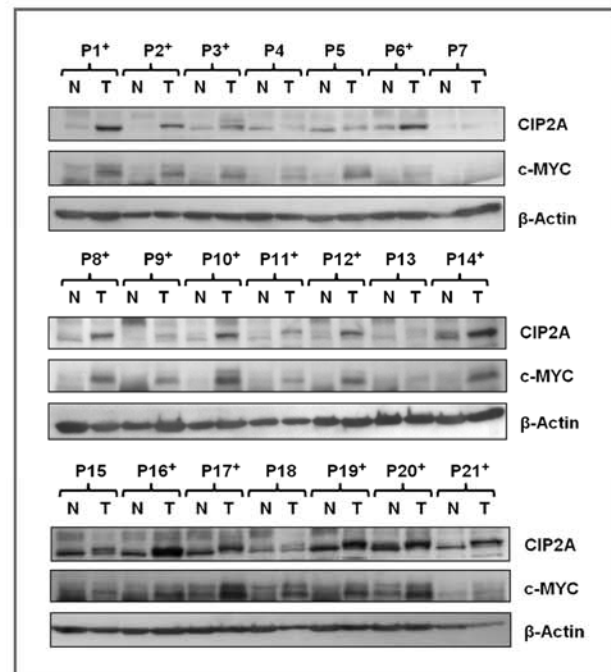 P1+ P2+ P3+ P4 P5 P6+ P7
N T N T N T N T N T N T N T
CIP2A
c-MYC
β-Actin
P8+ P9+ P10+ P11+ P12+ P13 P14+
N T N T N T N T N T N T N T
CIP2A
c-MYC
β-Actin
P15 P16+ P17+ P18 P19+ P20+ P21+
N T N T N T N T N T N T N T
CIP2A
c-MYC
β-Actin